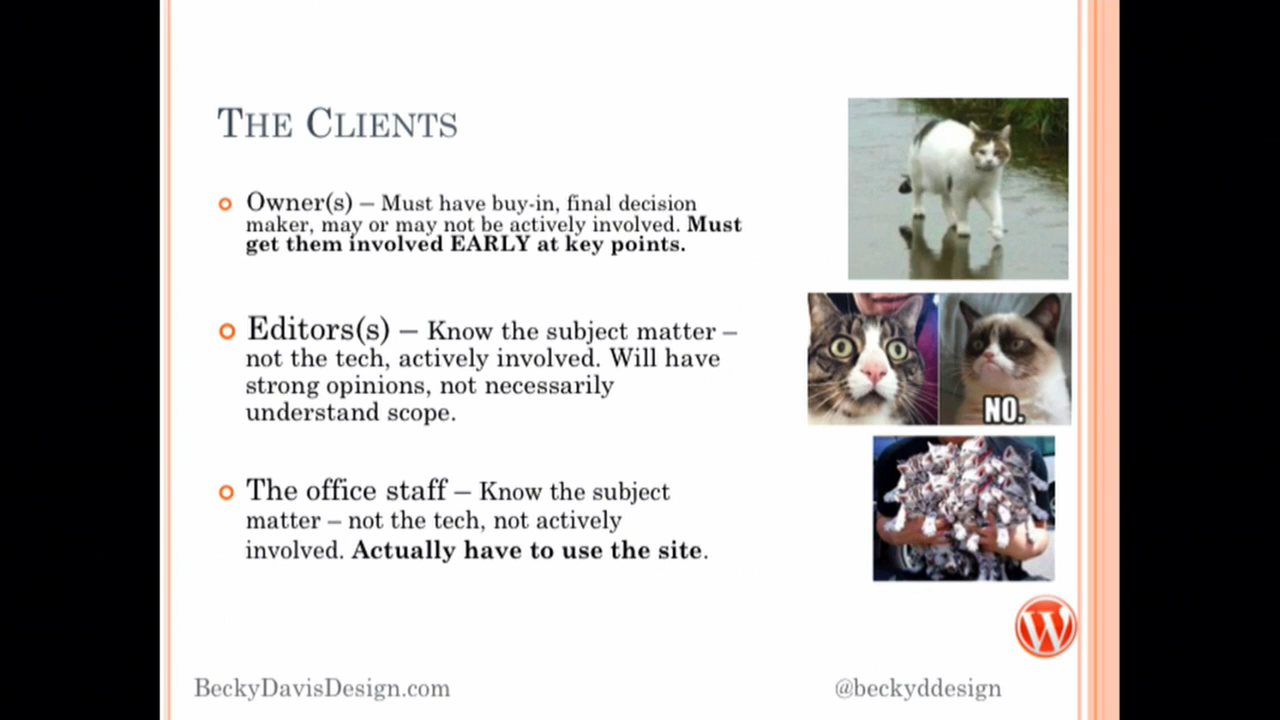 THE CLIENTS
Owner(s) – Must have buy-in, final decision
maker, may or may not be actively involved. Must
get them involved EARLY at key points.
Editors(s) – Know the subject matter –
not the tech, actively involved. Will have
strong opinions, not necessarily
understand scope.
NO.
The office staff – Know the subject
matter – not the tech, not actively
involved. Actually have to use the site.
W
BeckyDavisDesign.com
@beckyddesign